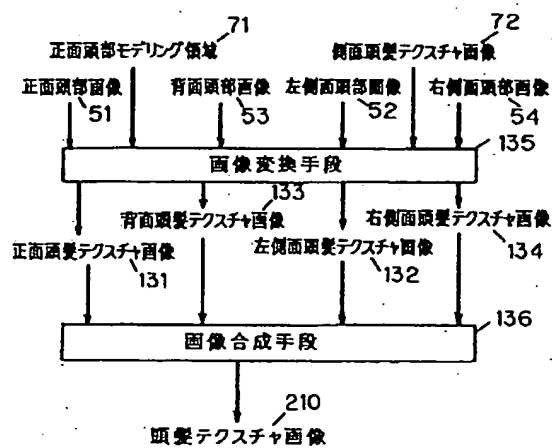 71
72
正面頭部モデリング領域
側面頭髪テクスチャ画像
正面頭部画像
背面頭部画像
左側面頭部画像
右側面頭部画像
51
53
52
54
135
画像変換手段
133
背面頭髪テクスチャ画像
右側面頭髪テクスチャ画像
正面頭髪テクスチャ画像
左側面頭髪テクスチャ画像
134
131
132
136
画像合成手段
210
頭髪テクスチャ画像